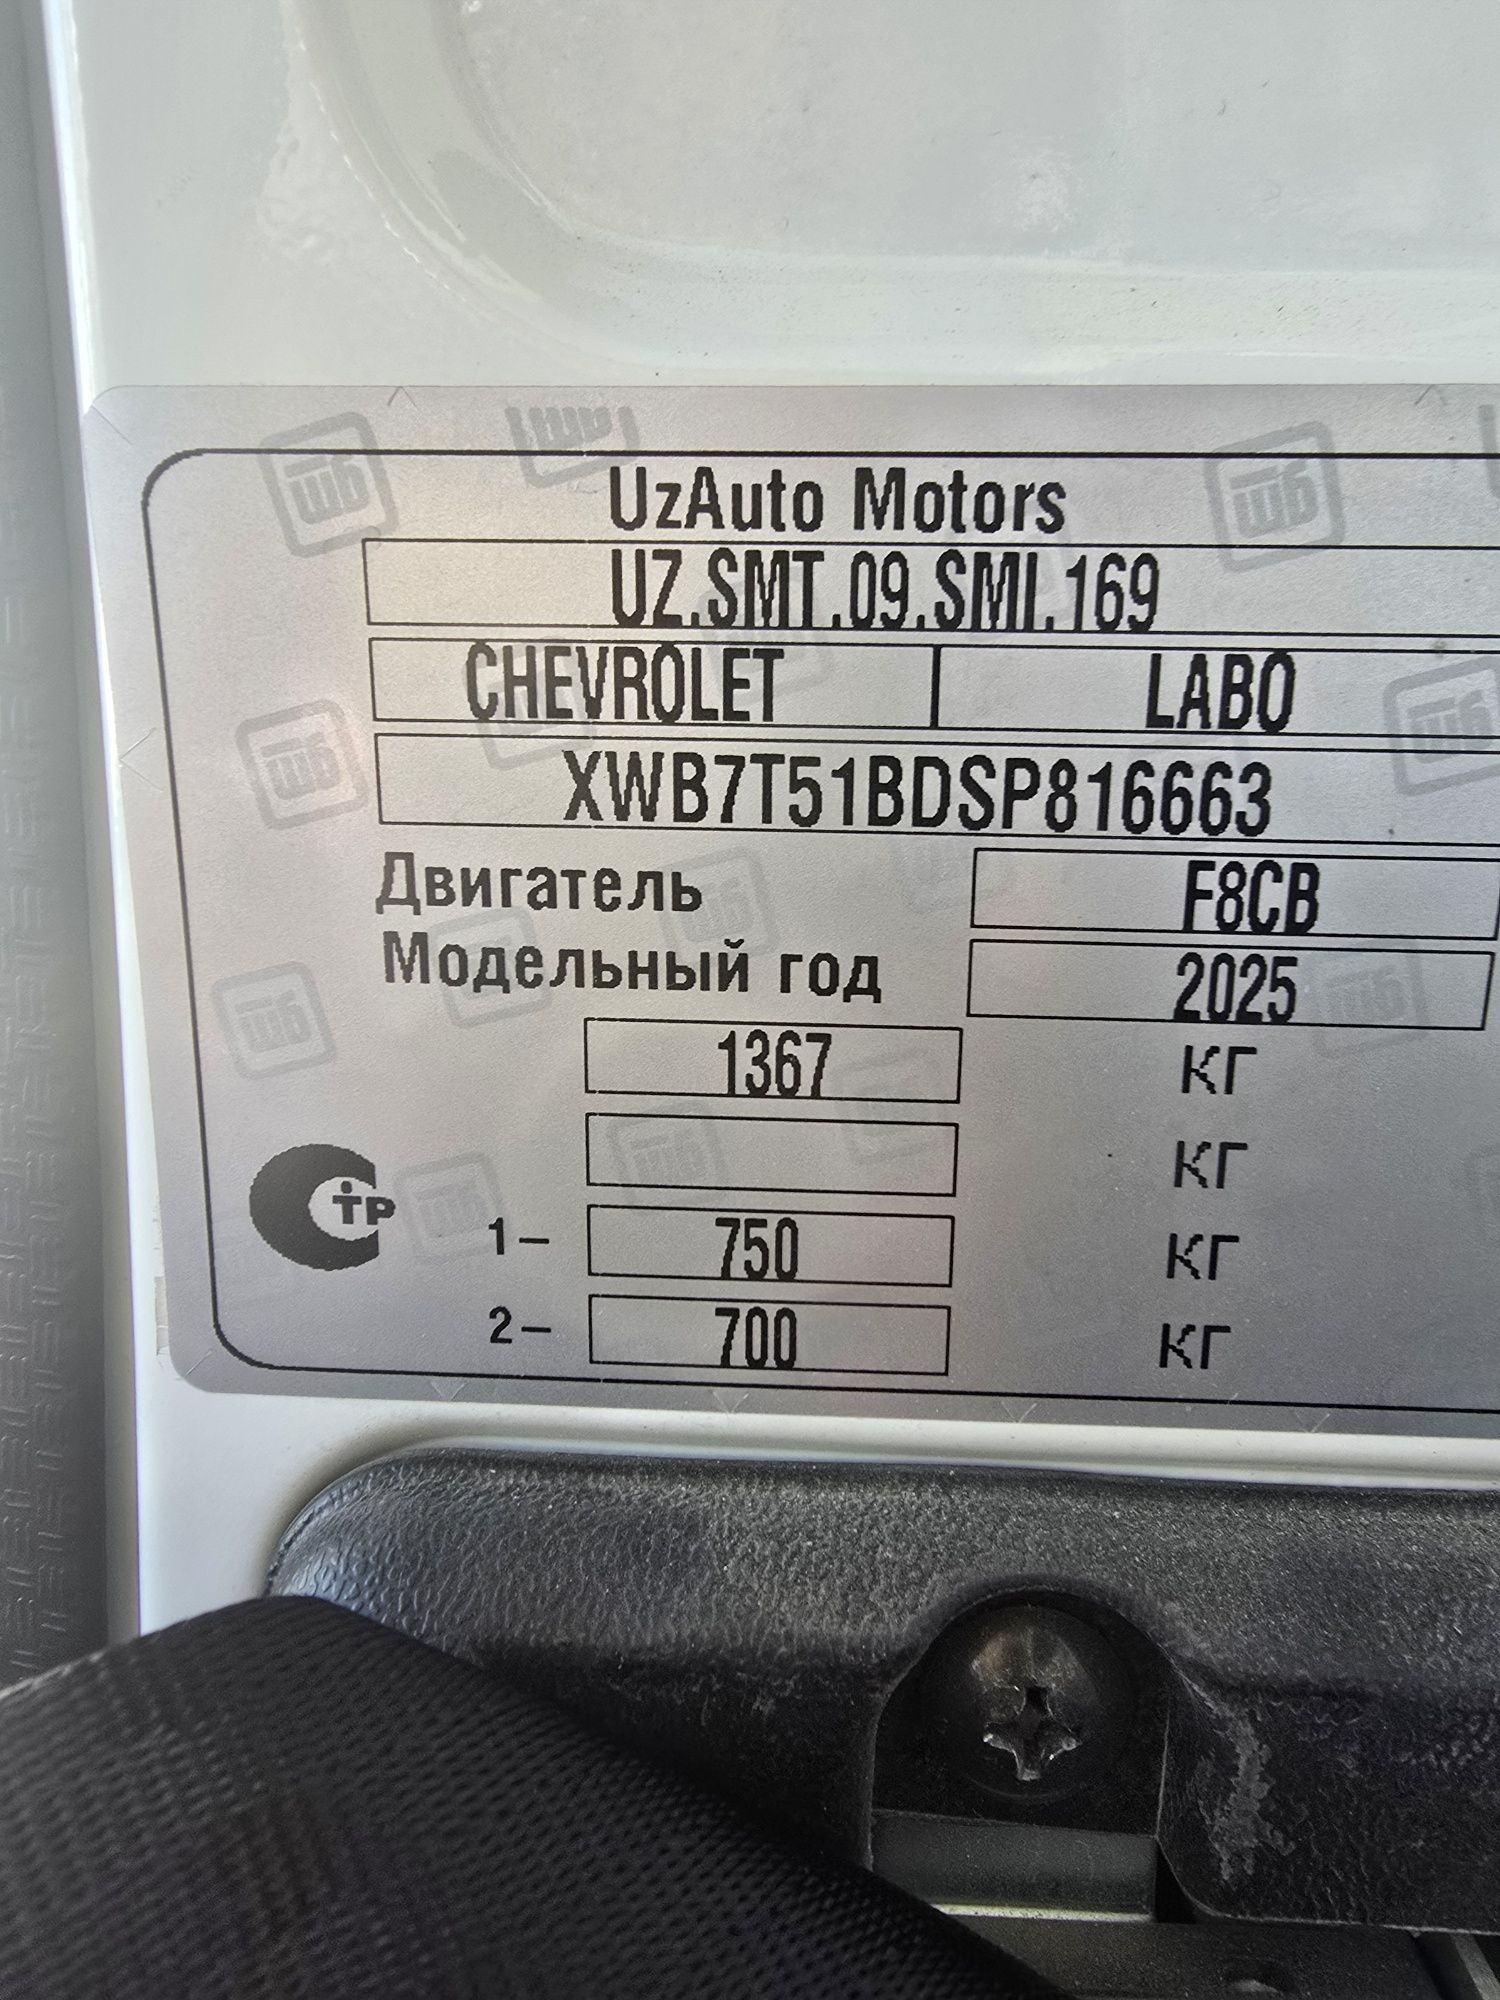 UzAuto Motors
UZ.SMT.09.SMI.169
CHEVROLET LABO
XWB7T51BDSP816663
Двигатель F8CB
Модельный год 2025
1367 КГ
КГ
1- 750 КГ
2- 700 КГ